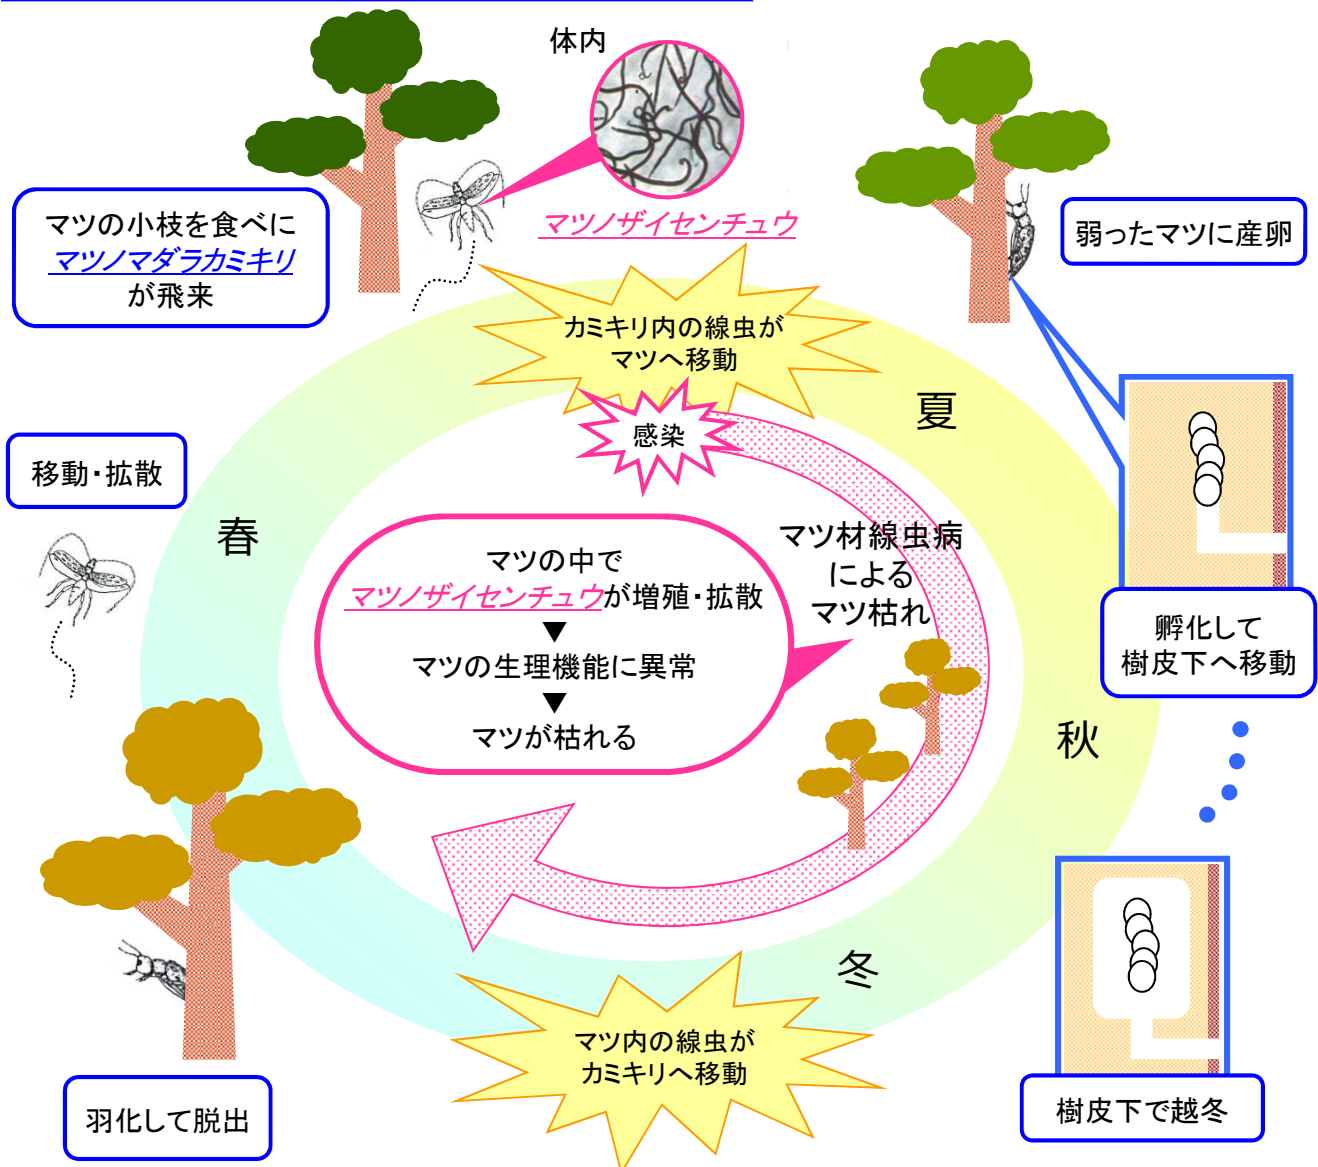 体内
マツノザイセンチュウ
マツの小枝を食べに
マツノマダラカミキリ
が飛来
弱ったマツに産卵
カミキリ内の線虫が
マツへ移動
感染
夏
移動・拡散
春
マツの中で
マツノザイセンチュウが増殖・拡散
▼
マツの生理機能に異常
▼
マツが枯れる
マツ材線虫病
による
マツ枯れ
孵化して
樹皮下へ移動
秋
冬
マツ内の線虫が
カミキリへ移動
樹皮下で越冬
羽化して脱出